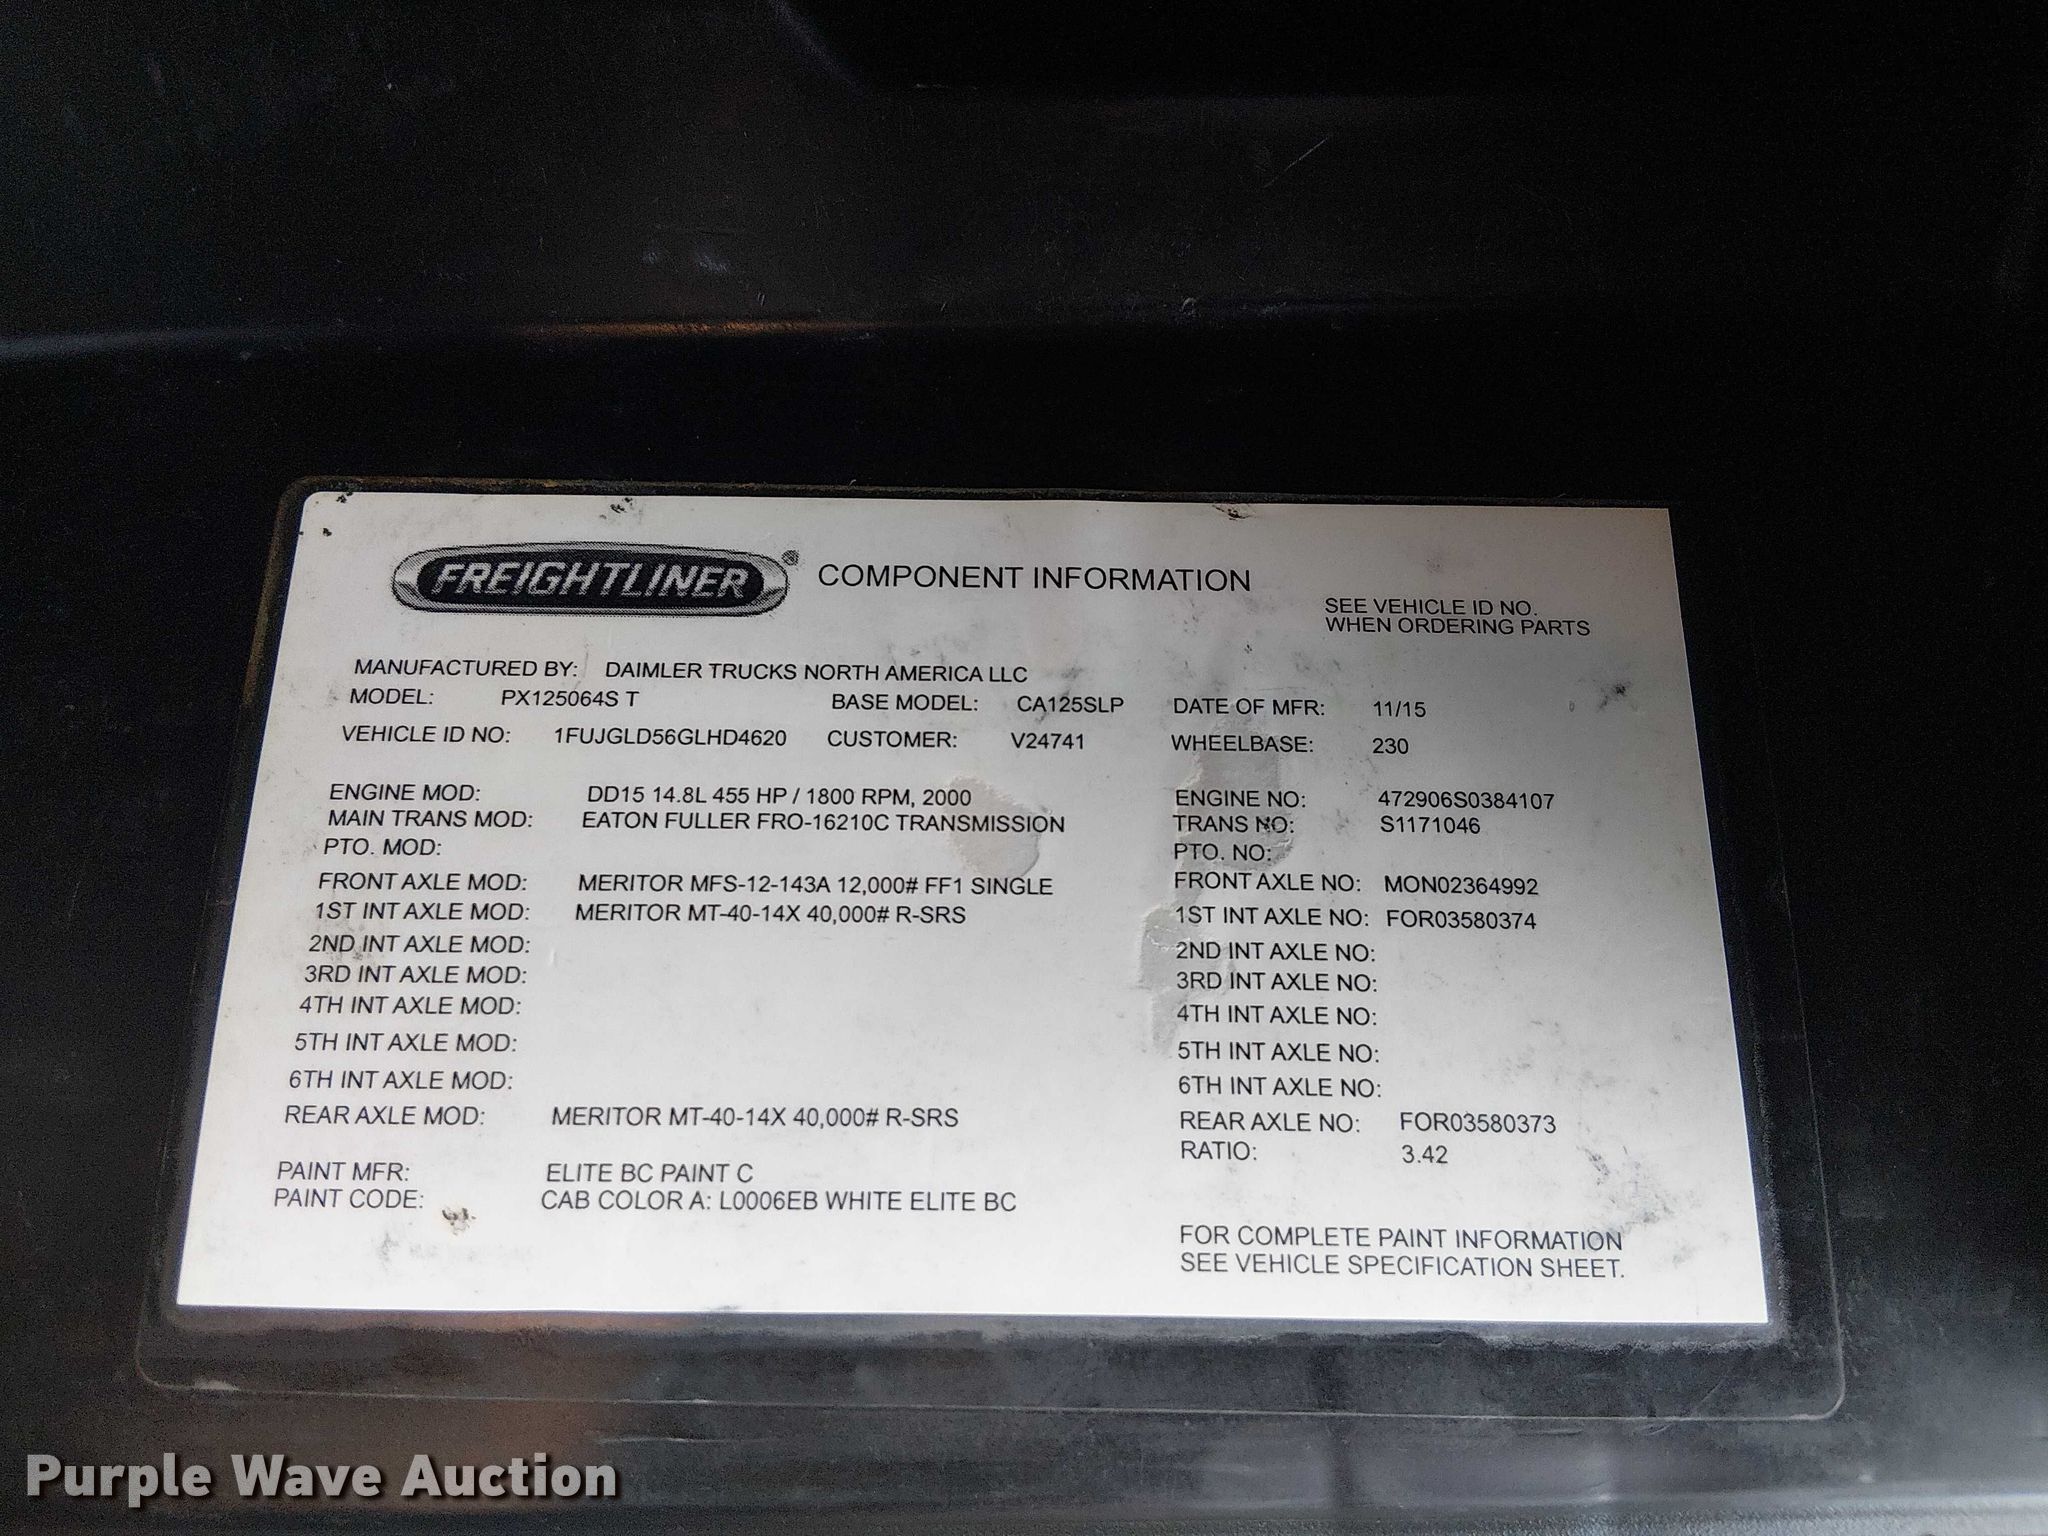 FREIGHTLINER® COMPONENT INFORMATION
SEE VEHICLE ID NO.
WHEN ORDERING PARTS
MANUFACTURED BY: DAIMLER TRUCKS NORTH AMERICA LLC
MODEL: PX125064S T BASE MODEL: CA125SLP DATE OF MFR: 11/15
VEHICLE ID NO: 1FUJGLD56GLHD4620 CUSTOMER: V24741 WHEELBASE: 230
ENGINE MOD: DD15 14.8L 455 HP / 1800 RPM, 2000 ENGINE NO: 472906S0384107
MAIN TRANS MOD: EATON FULLER FRO-16210C TRANSMISSION TRANS NO: S1171046
PTO. MOD: PTO. NO:
FRONT AXLE MOD: MERITOR MFS-12-143A 12,000# FF1 SINGLE FRONT AXLE NO: MON02364992
1ST INT AXLE MOD: MERITOR MT-40-14X 40,000# R-SRS 1ST INT AXLE NO: FOR03580374
2ND INT AXLE MOD: 2ND INT AXLE NO:
3RD INT AXLE MOD: 3RD INT AXLE NO:
4TH INT AXLE MOD: 4TH INT AXLE NO:
5TH INT AXLE MOD: 5TH INT AXLE NO:
6TH INT AXLE MOD: 6TH INT AXLE NO:
REAR AXLE MOD: MERITOR MT-40-14X 40,000# R-SRS REAR AXLE NO: FOR03580373
RATIO: 3.42
PAINT MFR: ELITE BC PAINT C
PAINT CODE: CAB COLOR A: L0006EB WHITE ELITE BC
FOR COMPLETE PAINT INFORMATION
SEE VEHICLE SPECIFICATION SHEET.
Purple Wave Auction